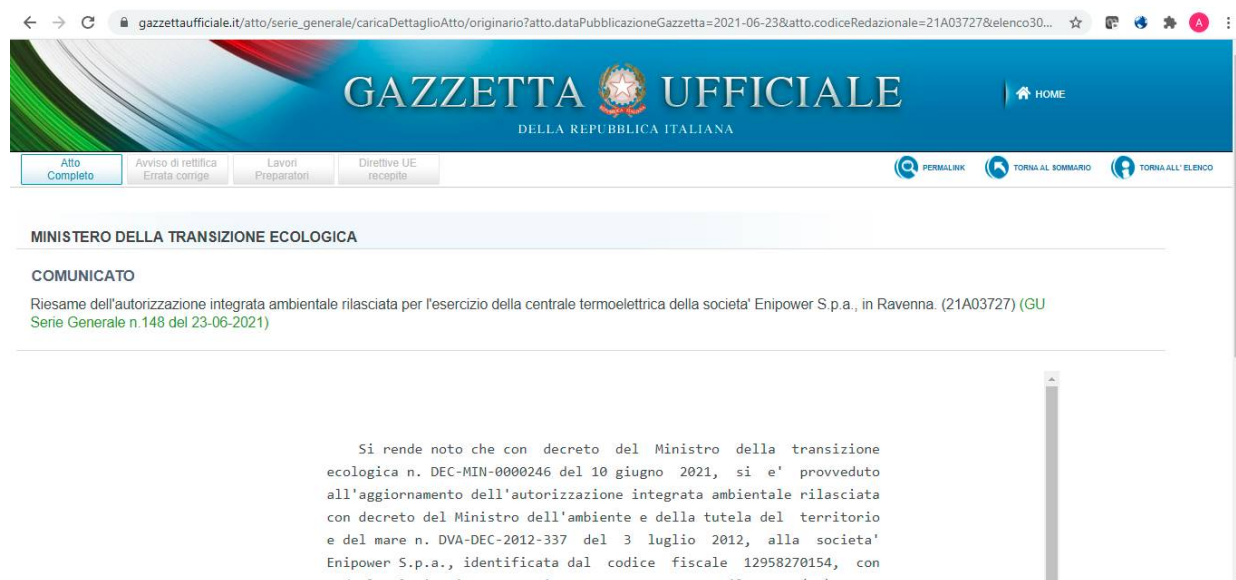 gazzettaufficiale.it/atto/serie_generale/caricaDettaglioAtto/originario?atto.dataPubblicazioneGazzetta=2021-06-23&atto.codiceRedazionale=21A03727&elenco30...
A
GAZZETTA UFFICIALE
DELLA REPUBBLICA ITALIANA
HOME
Atto Completo
Avviso di rettifica Errata corrige
Lavori Preparatori
Direttive UE recepite
PERMALINK
TORNA AL SOMMARIO
TORNA ALL' ELENCO
MINISTERO DELLA TRANSIZIONE ECOLOGICA
COMUNICATO
Riesame dell'autorizzazione integrata ambientale rilasciata per l'esercizio della centrale termoelettrica della societa' Enipower S.p.a., in Ravenna. (21A03727) (GU
Serie Generale n.148 del 23-06-2021)
Si rende noto che con decreto del Ministro della transizione
ecologica n. DEC-MIN-0000246 del 10 giugno 2021, si e' provveduto
all'aggiornamento dell'autorizzazione integrata ambientale rilasciata
con decreto del Ministro dell'ambiente e della tutela del territorio
e del mare n. DVA-DEC-2012-337 del 3 luglio 2012, alla societa'
Enipower S.p.a., identificata dal codice fiscale 12958270154, con